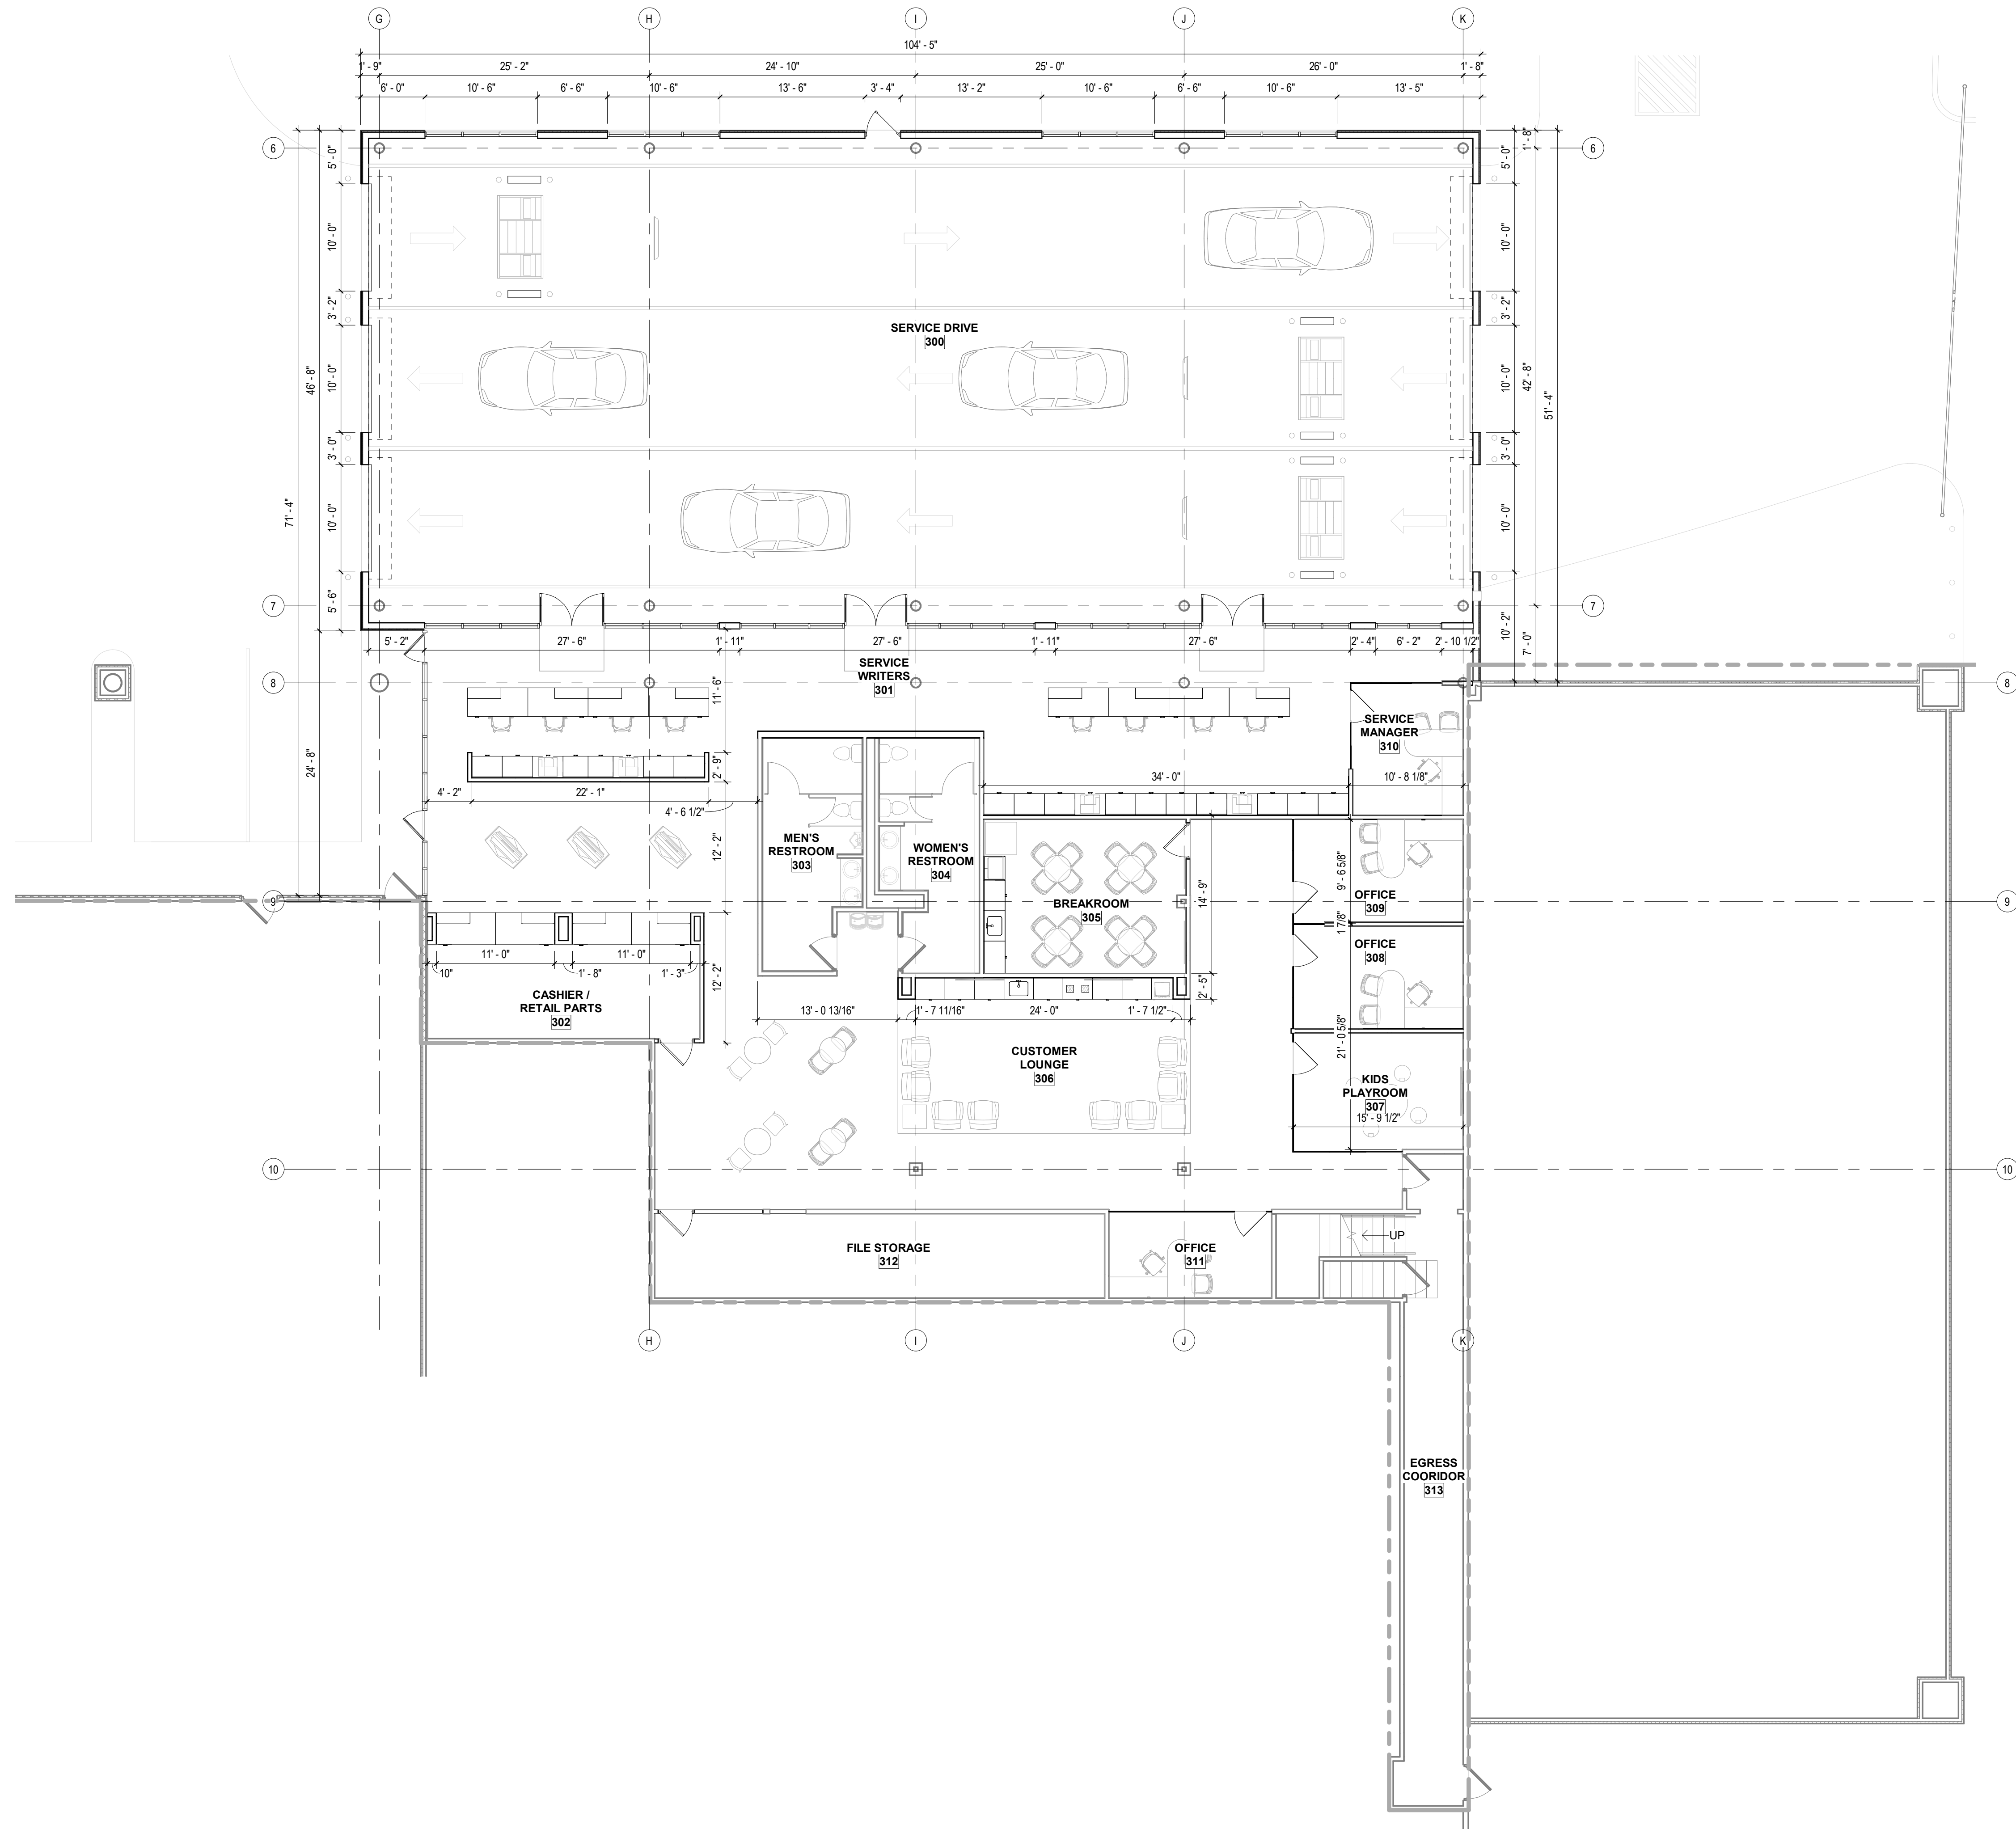 G H I J K
104' - 5"
1' - 9" 25' - 2" 24' - 10" 25' - 0" 26' - 0" 1' - 8"
6' - 0" 10' - 6" 6' - 6" 10' - 6" 13' - 6" 3' - 4" 13' - 2" 10' - 6" 6' - 6" 10' - 6" 13' - 5"
6 6
5' - 0"
10' - 0"
3' - 2"
10' - 0"
3' - 0"
10' - 0"
5' - 6"
46' - 8"
71' - 4"
24' - 8"
1' - 8"
5' - 0"
10' - 0"
3' - 2"
10' - 0"
3' - 0"
10' - 0"
10' - 2"
42' - 8"
7' - 0"
51' - 4"
SERVICE DRIVE
300
7 7
5' - 2" 27' - 6" 1' - 11" 27' - 6" 1' - 11" 27' - 6" 2' - 4" 6' - 2" 2' - 10 1/2"
SERVICE
WRITERS
301
8 8
11' - 6"
2' - 9"
12' - 2"
12' - 2"
SERVICE
MANAGER
310
34' - 0" 10' - 8 1/8"
4' - 2" 22' - 1"
4' - 6 1/2"
MEN'S
RESTROOM
303
WOMEN'S
RESTROOM
304
BREAKROOM
305
14' - 9"
2' - 5"
9' - 6 5/8"
OFFICE
309
1 7/8"
OFFICE
308
9 9
11' - 0" 11' - 0"
10" 1' - 8" 1' - 3"
CASHIER /
RETAIL PARTS
302
13' - 0 13/16" 1' - 7 11/16" 24' - 0" 1' - 7 1/2"
21' - 0 5/8"
CUSTOMER
LOUNGE
306
KIDS
PLAYROOM
307
15' - 9 1/2"
10 10
FILE STORAGE
312
OFFICE
311
UP
H I J K
EGRESS
COORIDOR
313